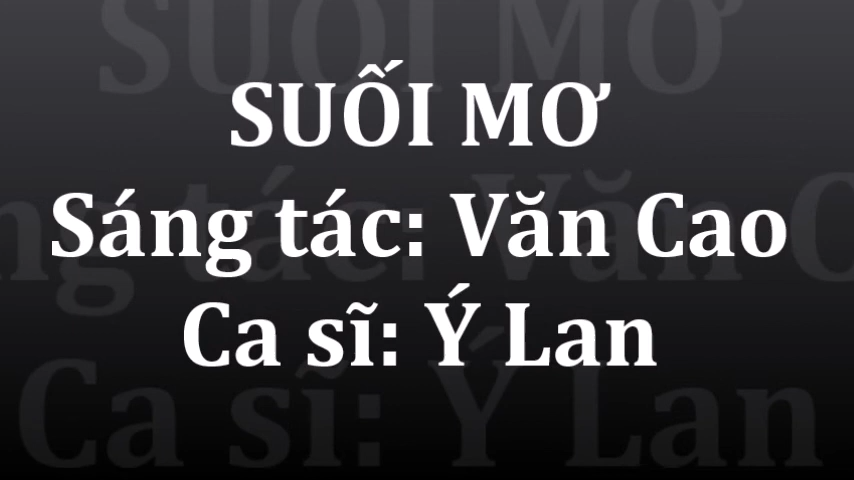 SUỐI MƠ
Sáng tác: Văn Cao
Ca sĩ: Ý Lan